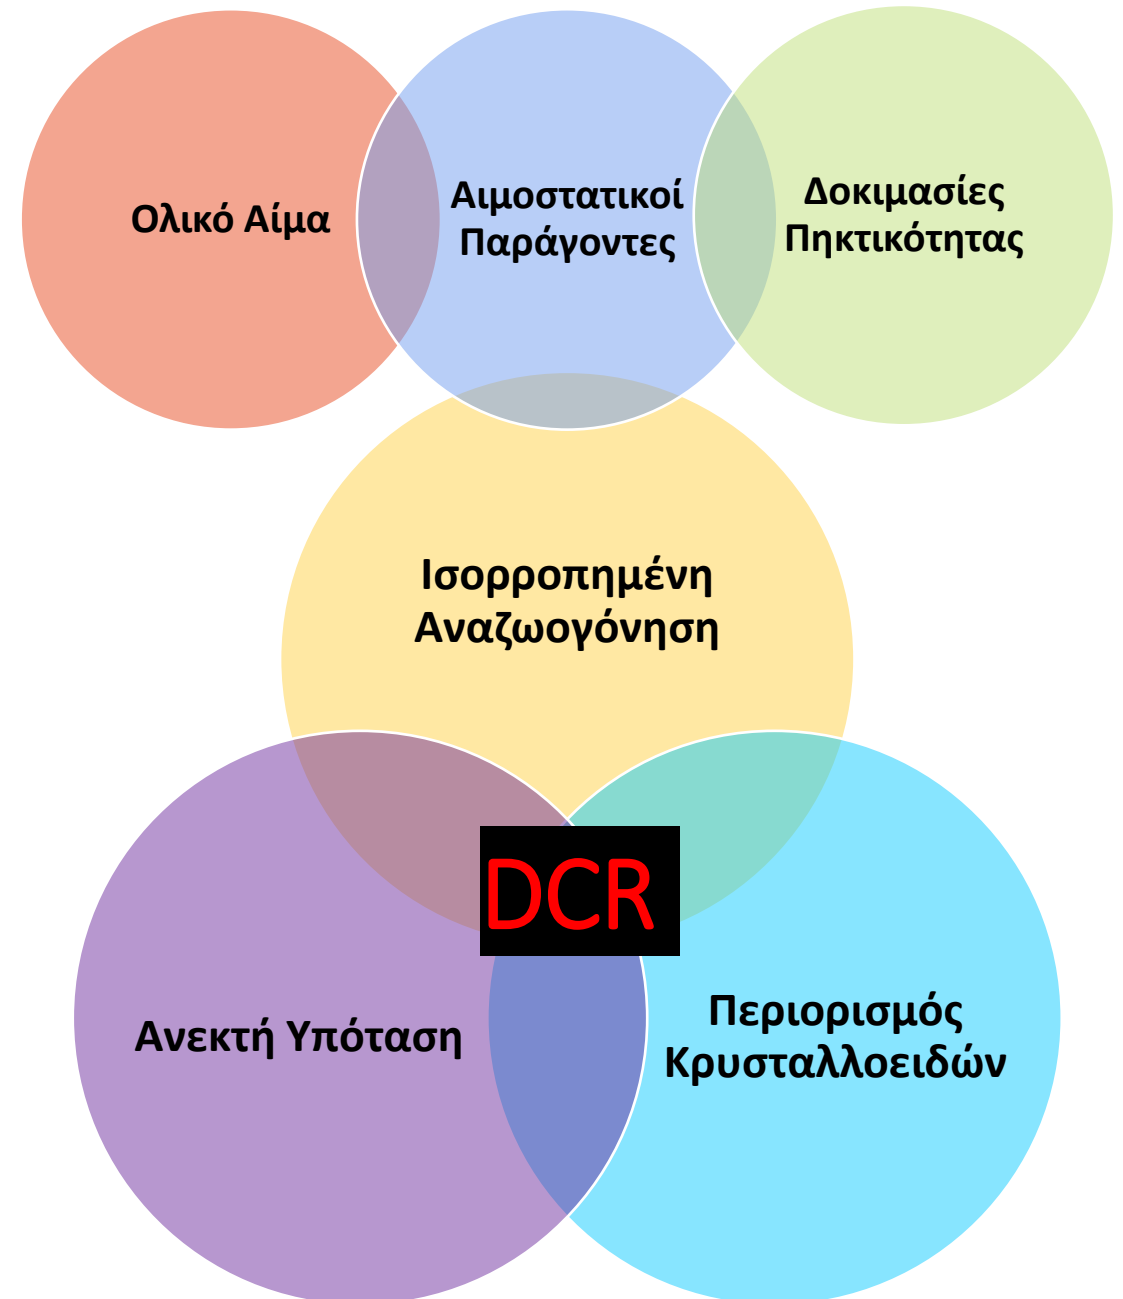 Ολικό Αίμα
Αιμοστατικοί
Παράγοντες
Δοκιμασίες
Πηκτικότητας
Ισορροπημένη
Αναζωογόνηση
DCR
Ανεκτή Υπόταση
Περιορισμός
Κρυσταλλοειδών